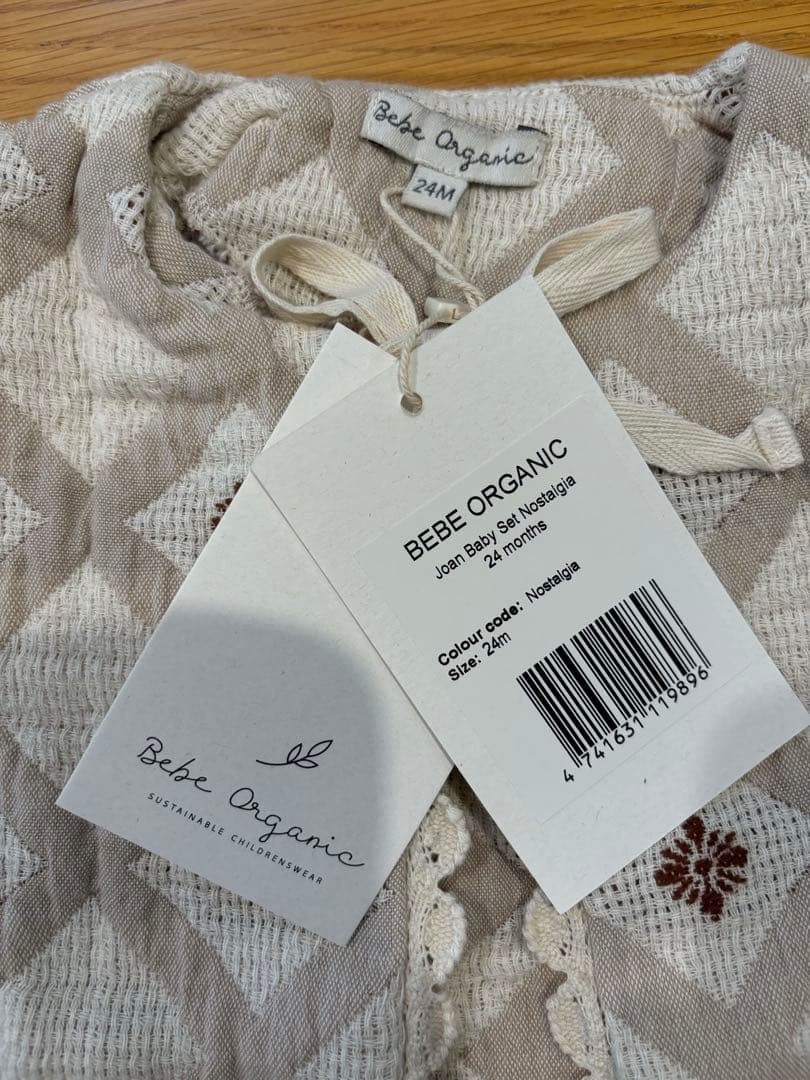 Bebe Organic
24M
BEBE ORGANIC
Joan Baby Set Nostalgia
24 months
Colour code: Nostalgia
Size: 24m
4 741631 119896
Bebe Organic
SUSTAINABLE CHILDRENSWEAR